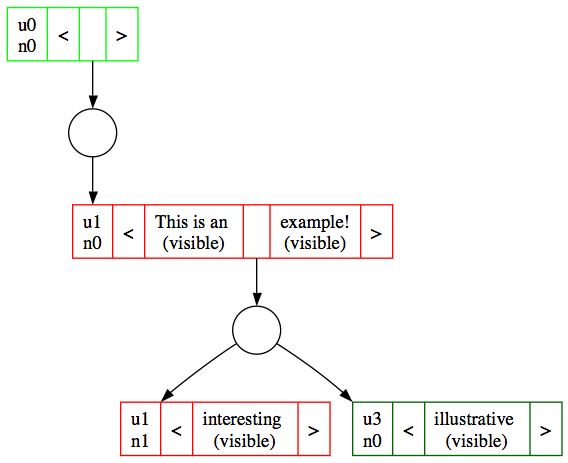 u0
n0
<
>
u1
n0
<
This is an
(visible)
example!
(visible)
>
u1
n1
<
interesting
(visible)
>
u3
n0
<
illustrative
(visible)
>